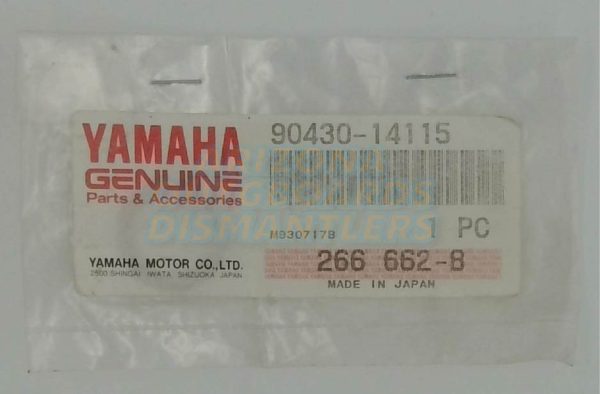 YAMAHA
GENUINE
Parts & Accessories
YAMAHA MOTOR CO.,LTD.
2500 SHINGAI IWATA SHIZUOKA JAPAN
90430-14115
M9307178
1 PC
266 662-8
MADE IN JAPAN
DISMANTLERS